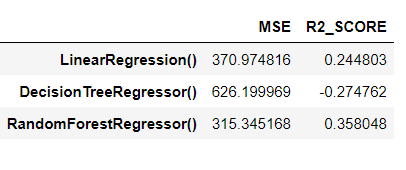 MSE R2_SCORE
LinearRegression() 370.974816 0.244803
DecisionTreeRegressor() 626.199969 -0.274762
RandomForestRegressor() 315.345168 0.358048